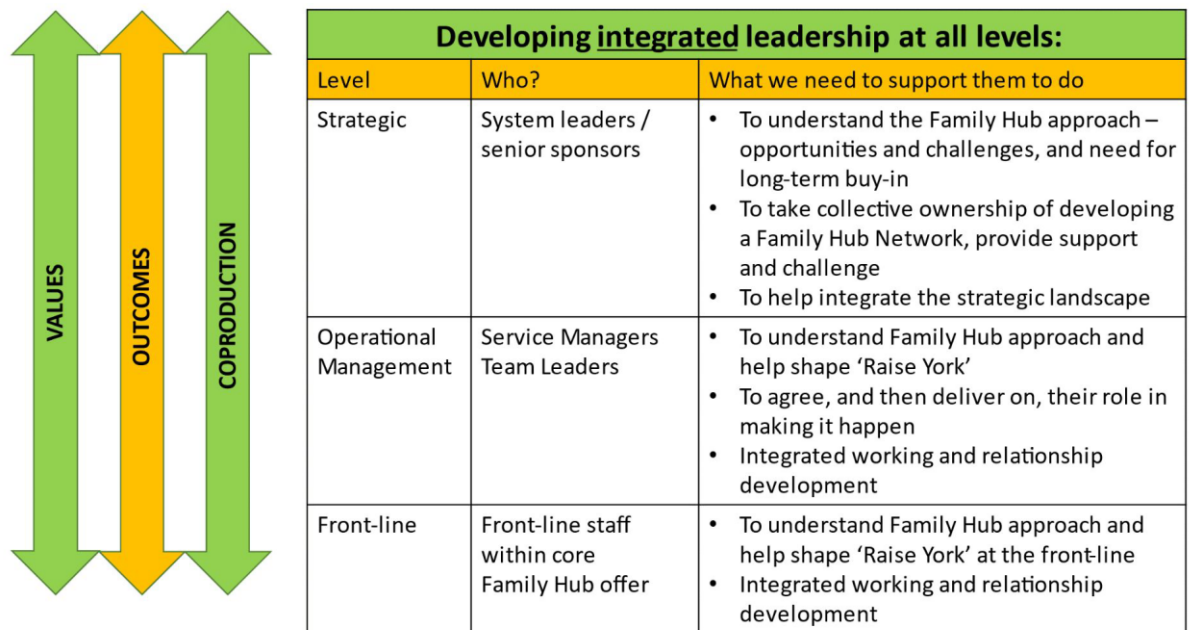 VALUES
OUTCOMES
COPRODUCTION
Developing integrated leadership at all levels:
Level
Who?
What we need to support them to do
Strategic
System leaders /
senior sponsors
• To understand the Family Hub approach –
opportunities and challenges, and need for
long-term buy-in
• To take collective ownership of developing
a Family Hub Network, provide support
and challenge
• To help integrate the strategic landscape
Operational
Management
Service Managers
Team Leaders
• To understand Family Hub approach and
help shape ‘Raise York’
• To agree, and then deliver on, their role in
making it happen
• Integrated working and relationship
development
Front-line
Front-line staff
within core
Family Hub offer
• To understand Family Hub approach and
help shape ‘Raise York’ at the front-line
• Integrated working and relationship
development